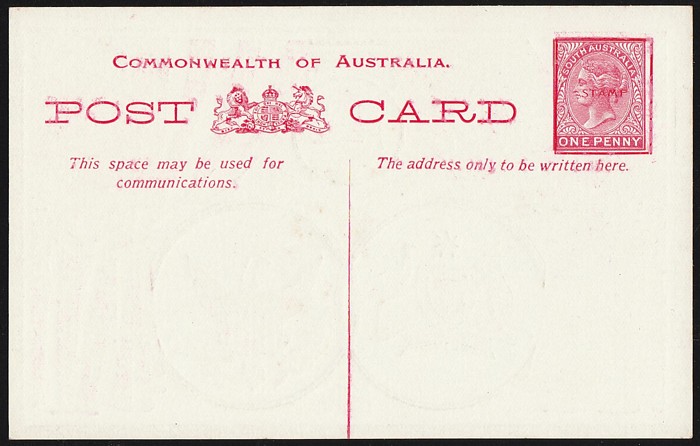 COMMONWEALTH OF AUSTRALIA.
POST CARD
SOUTH AUSTRALIA
STAMP
ONE PENNY
This space may be used for
communications.
The address only to be written here.